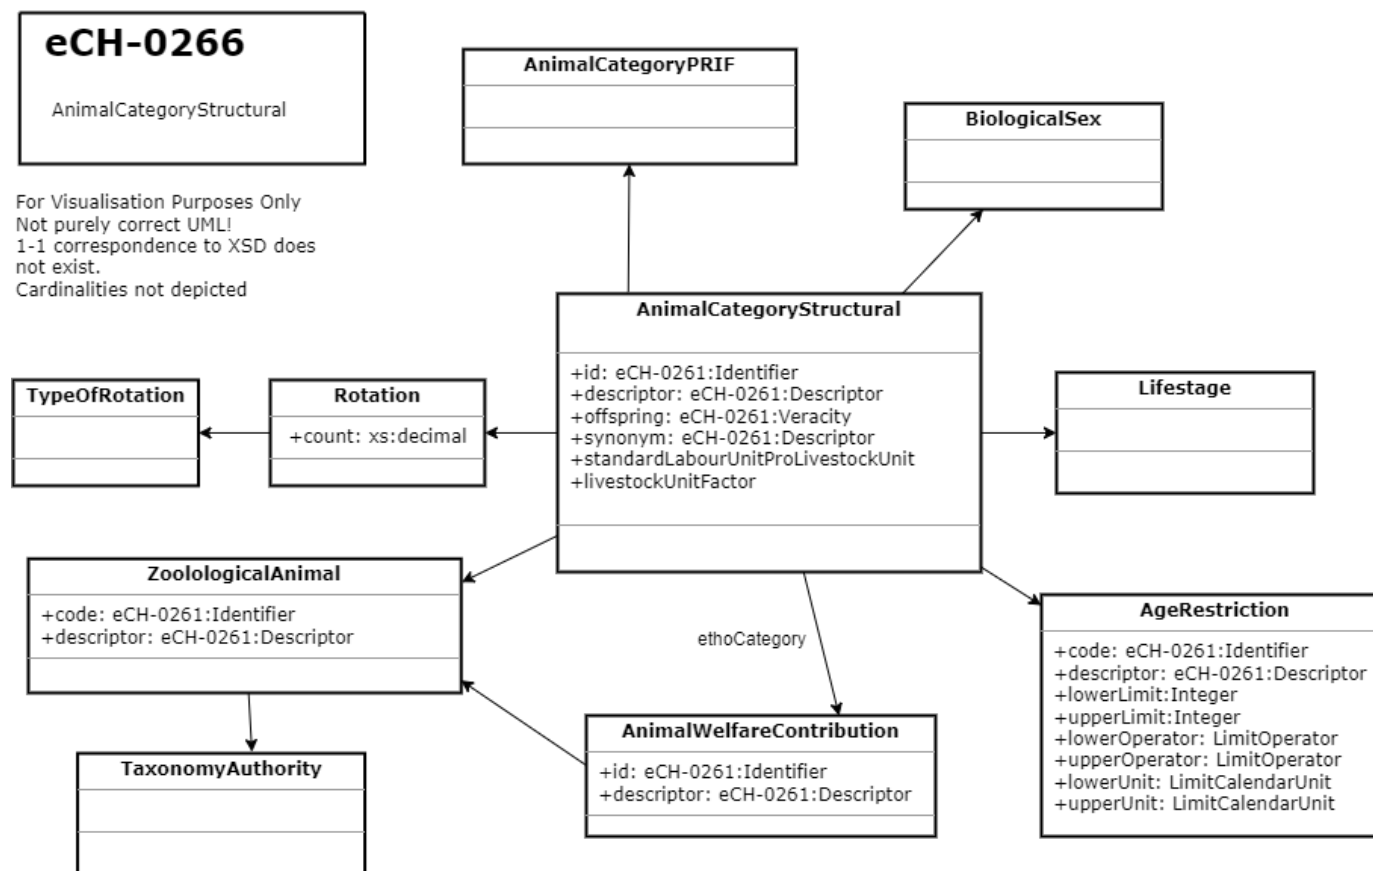 eCH-0266
AnimalCategoryStructural
For Visualisation Purposes Only
Not purely correct UML!
1-1 correspondence to XSD does
not exist.
Cardinalities not depicted
AnimalCategoryPRIF
BiologicalSex
AnimalCategoryStructural
+id: eCH-0261:Identifier
+descriptor: eCH-0261:Descriptor
+offspring: eCH-0261:Veracity
+synonym: eCH-0261:Descriptor
+standardLabourUnitProLivestockUnit
+livestockUnitFactor
TypeOfRotation
Rotation
+count: xs:decimal
Lifestage
ZoolologicalAnimal
+code: eCH-0261:Identifier
+descriptor: eCH-0261:Descriptor
ethoCategory
AgeRestriction
+code: eCH-0261:Identifier
+descriptor: eCH-0261:Descriptor
+lowerLimit:Integer
+upperLimit:Integer
+lowerOperator: LimitOperator
+upperOperator: LimitOperator
+lowerUnit: LimitCalendarUnit
+upperUnit: LimitCalendarUnit
AnimalWelfareContribution
+id: eCH-0261:Identifier
+descriptor: eCH-0261:Descriptor
TaxonomyAuthority